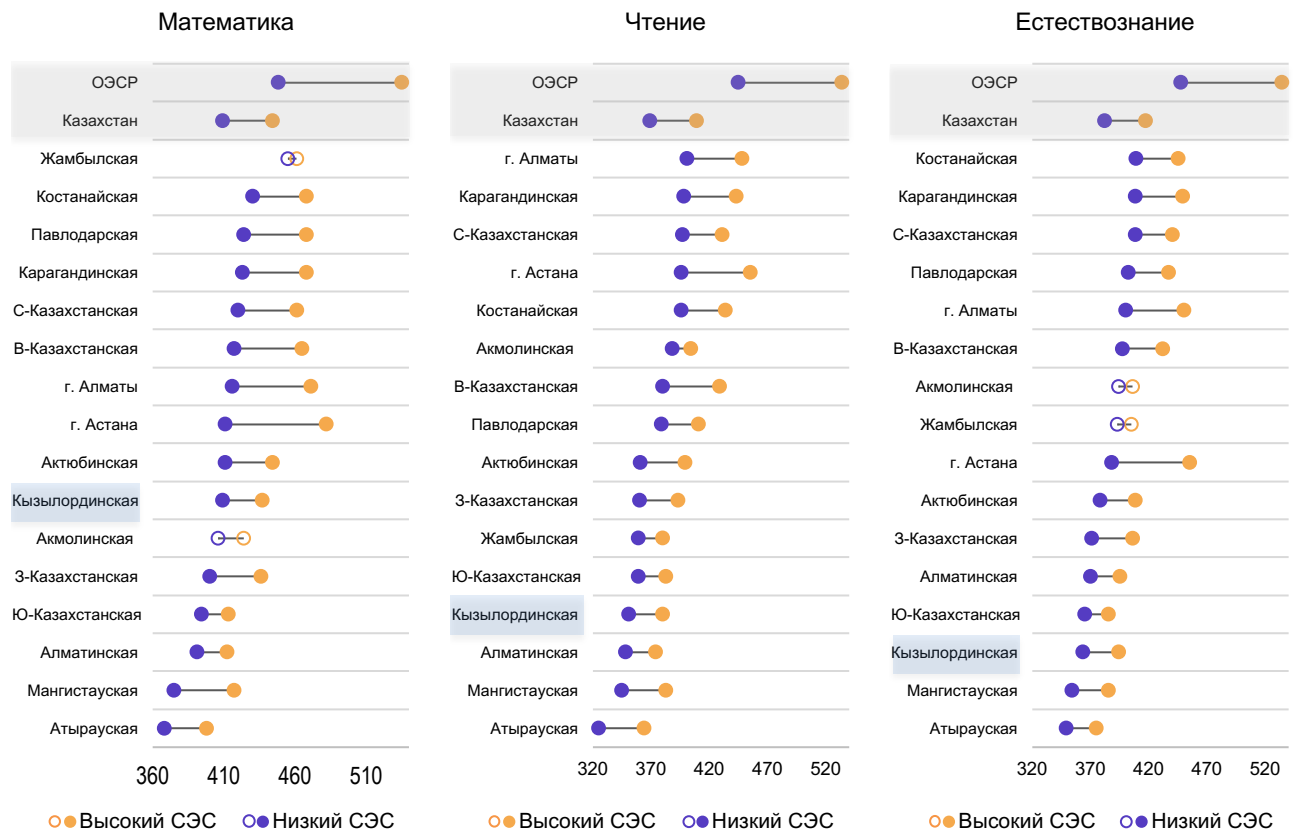 Математика
ОЭСР
Казахстан
Жамбылская
Костанайская
Павлодарская
Карагандинская
С-Казахстанская
В-Казахстанская
г. Алматы
г. Астана
Актюбинская
Кызылординская
Акмолинская
З-Казахстанская
Ю-Казахстанская
Алматинская
Мангистауская
Атырауская
360 410 460 510
Высокий СЭС Низкий СЭС
Чтение
ОЭСР
Казахстан
г. Алматы
Карагандинская
С-Казахстанская
г. Астана
Костанайская
Акмолинская
В-Казахстанская
Павлодарская
Актюбинская
З-Казахстанская
Жамбылская
Ю-Казахстанская
Кызылординская
Алматинская
Мангистауская
Атырауская
320 370 420 470 520
Высокий СЭС Низкий СЭС
Естествознание
ОЭСР
Казахстан
Костанайская
Карагандинская
С-Казахстанская
Павлодарская
г. Алматы
В-Казахстанская
Акмолинская
Жамбылская
г. Астана
Актюбинская
З-Казахстанская
Алматинская
Ю-Казахстанская
Кызылординская
Мангистауская
Атырауская
320 370 420 470 520
Высокий СЭС Низкий СЭС